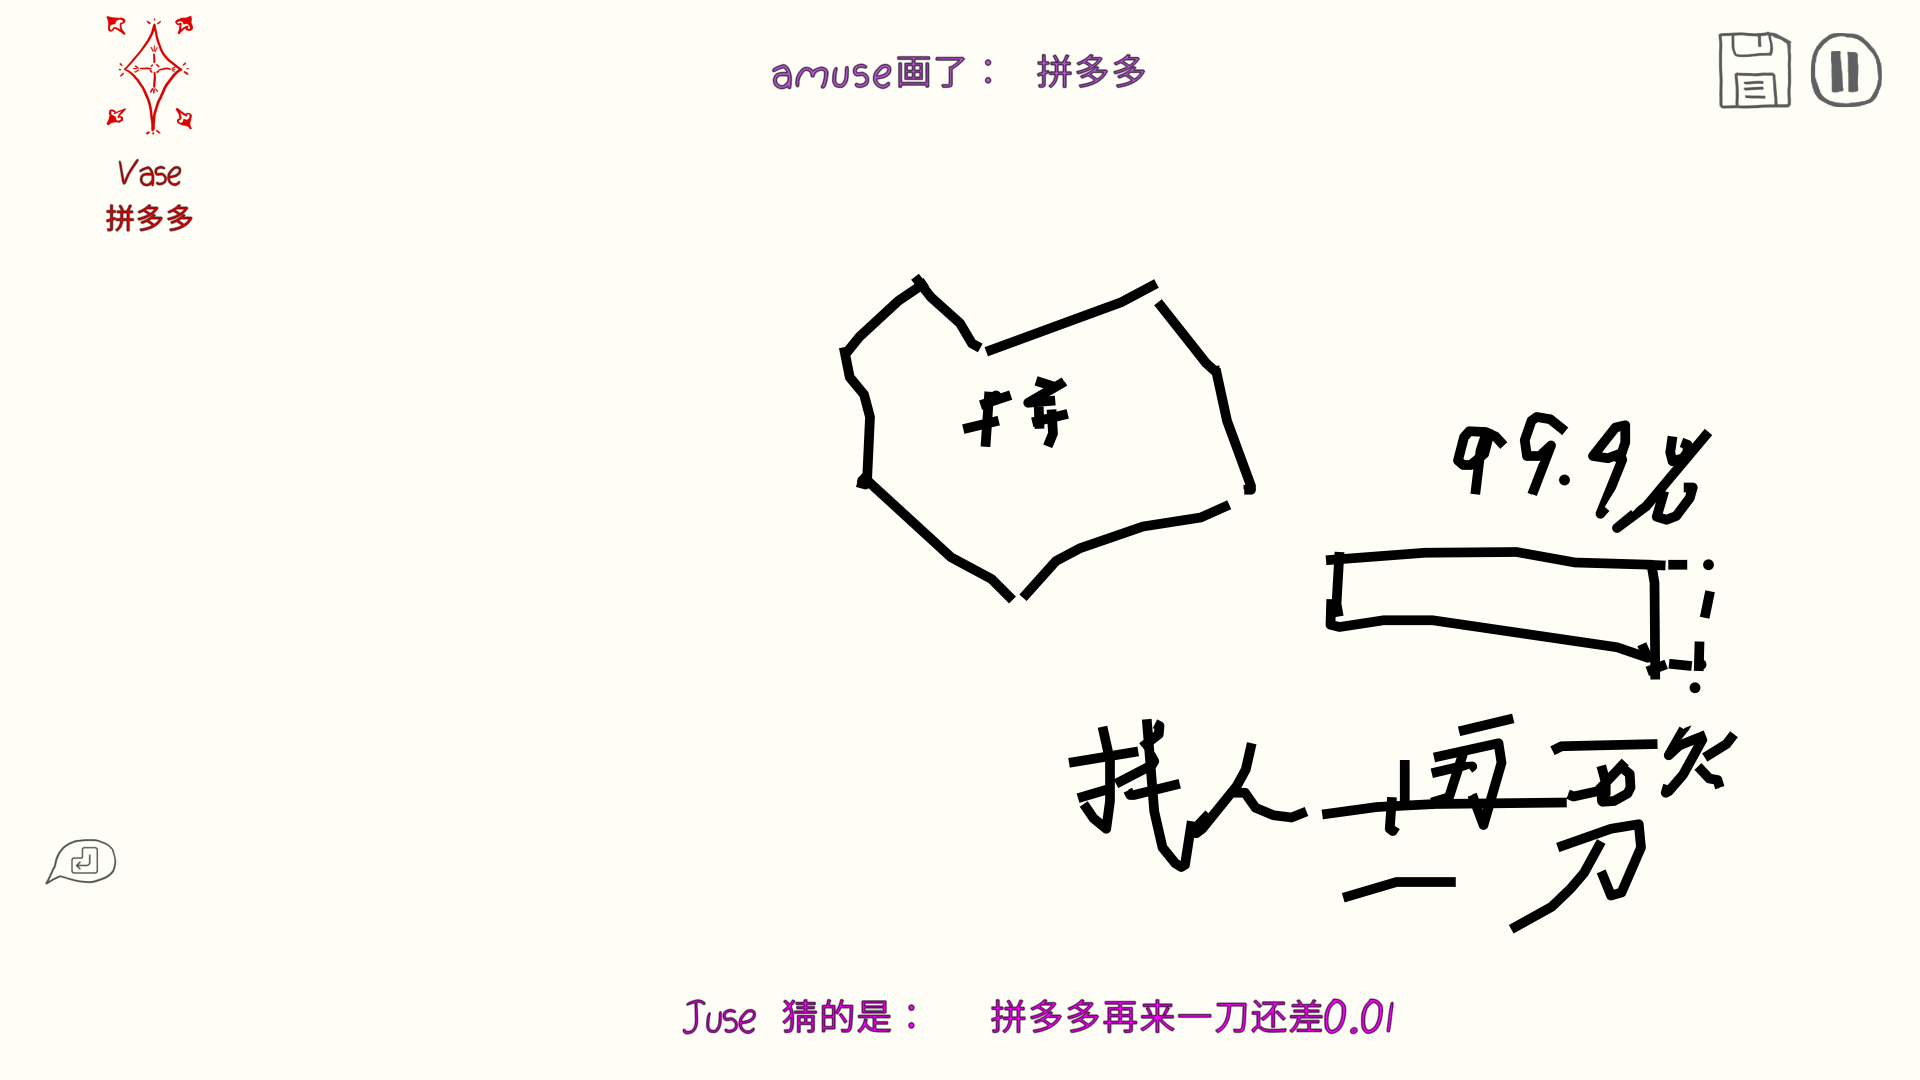 amuse画了： 拼多多
Vase
拼多多
拼
99.9%
找人再砍
一刀
Juse 猜的是： 拼多多再来一刀还差0.01